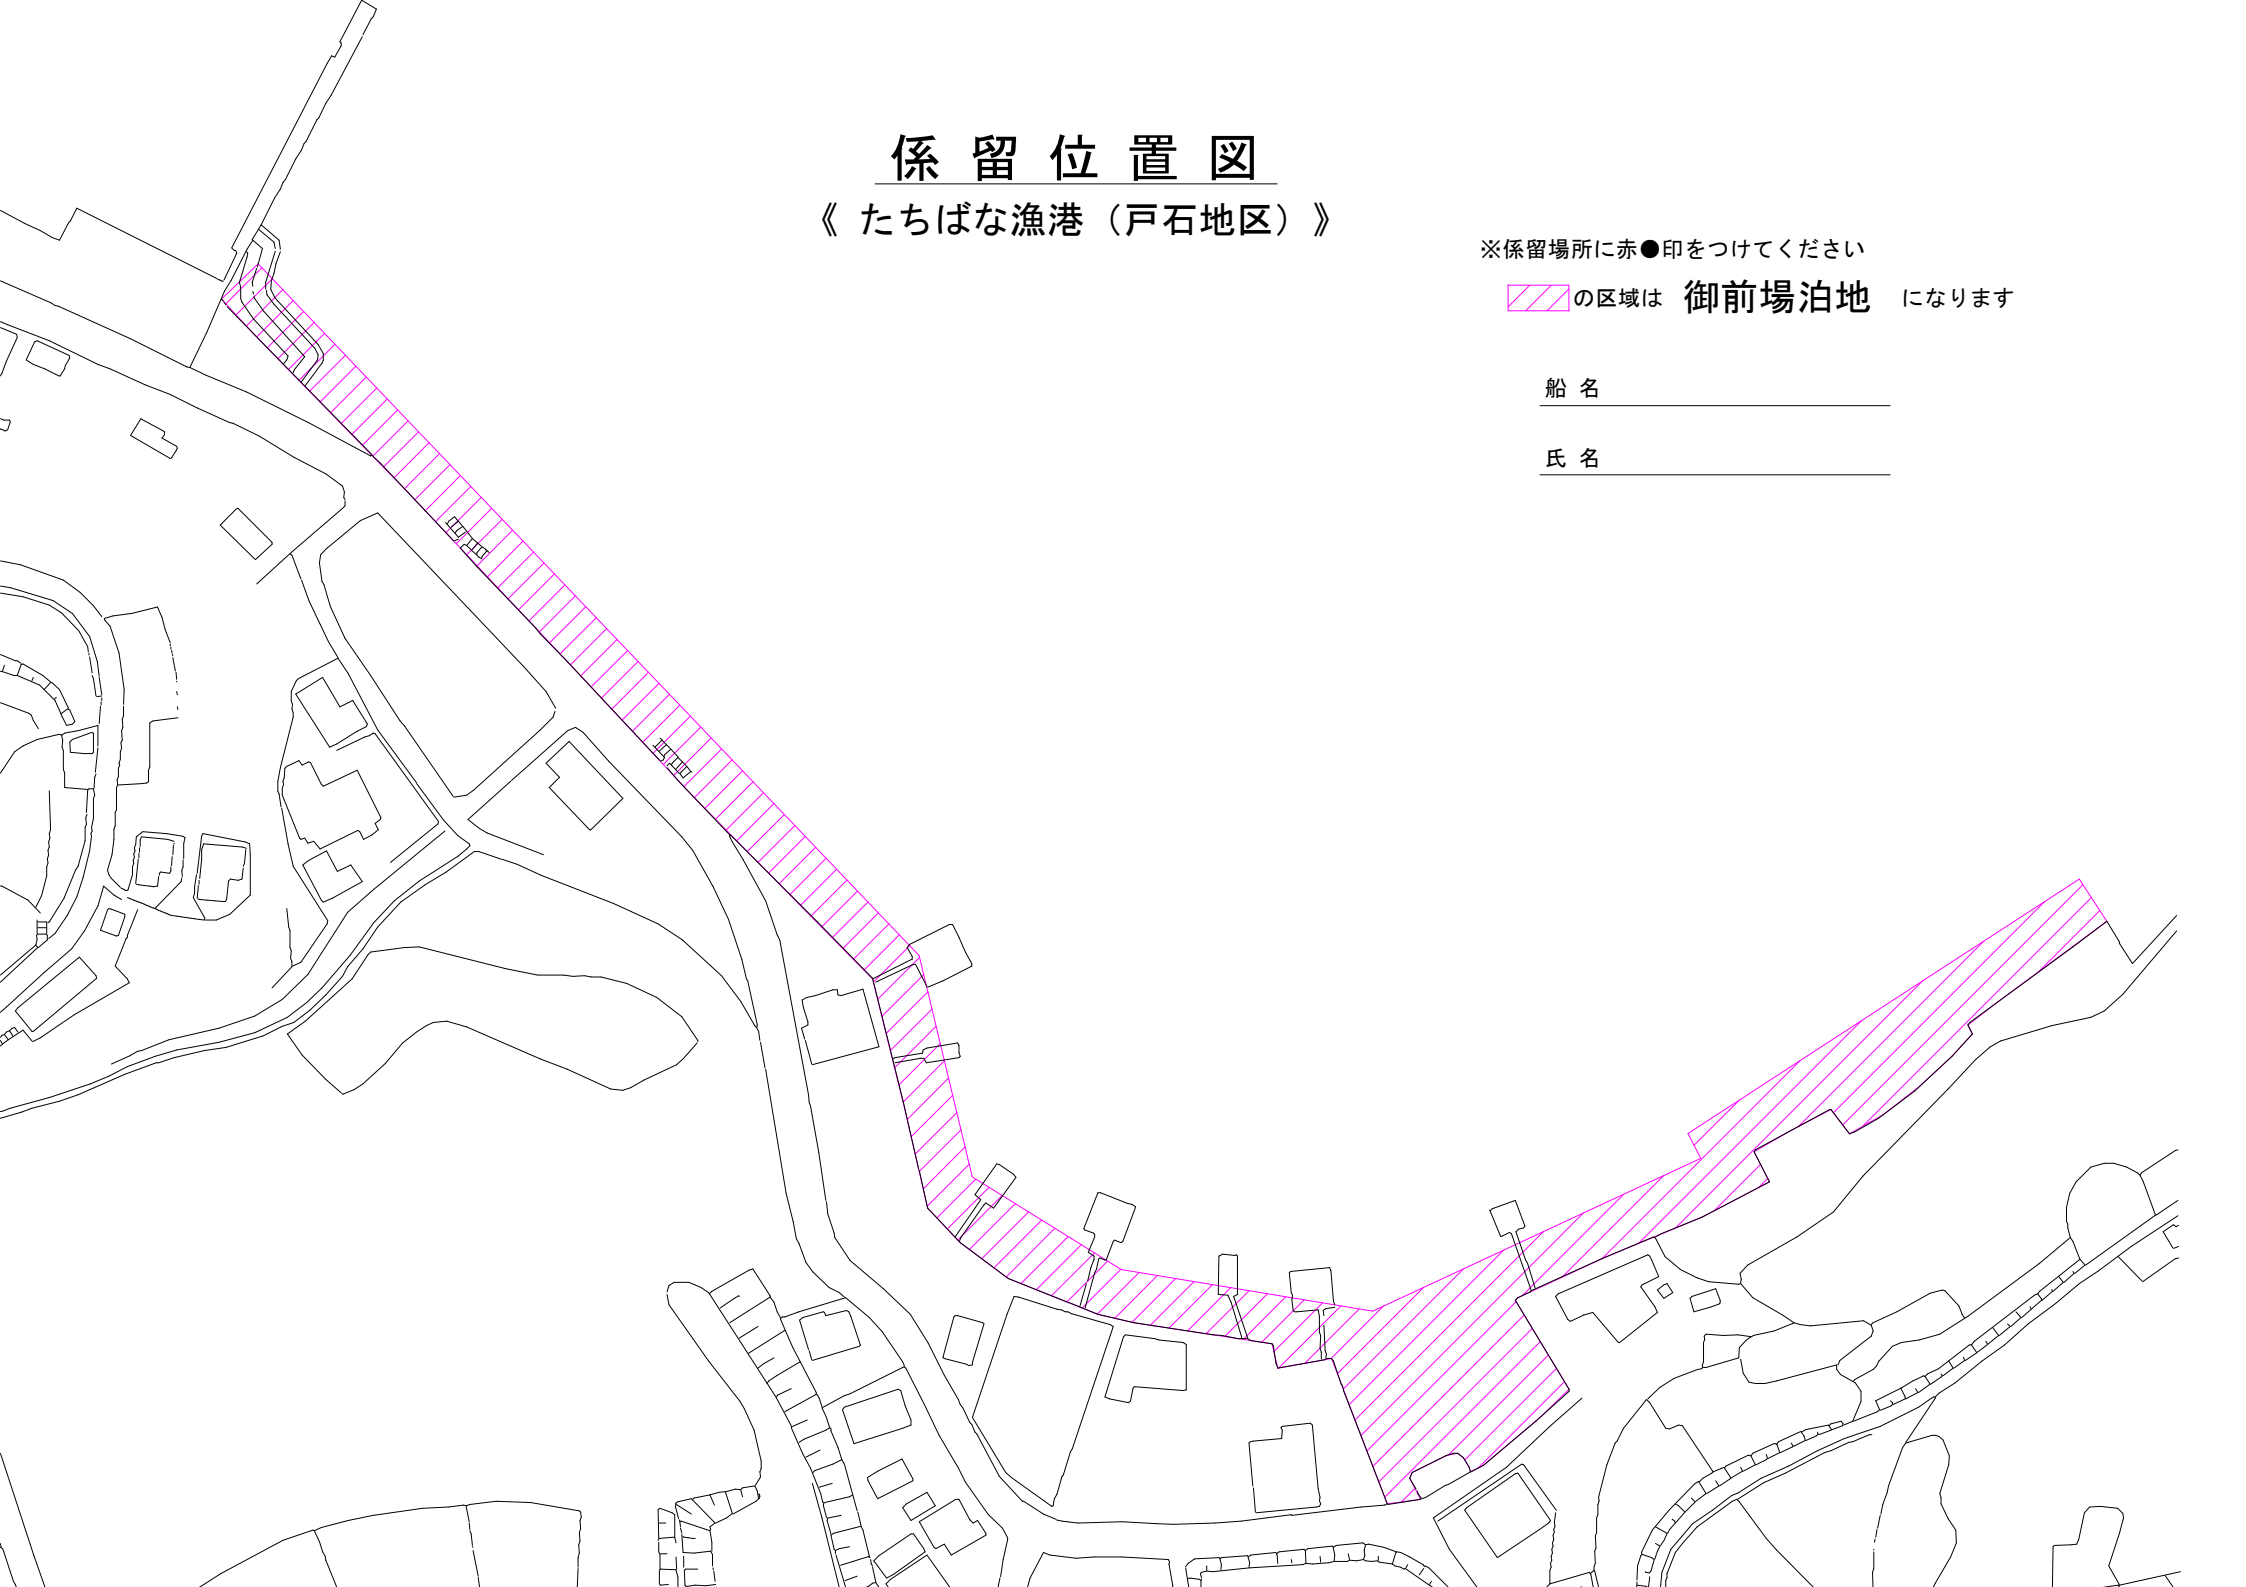 係留位置図
《 たちばな漁港（戸石地区）》
※係留場所に赤●印をつけてください
の区域は 御前場泊地 になります
船 名
氏 名